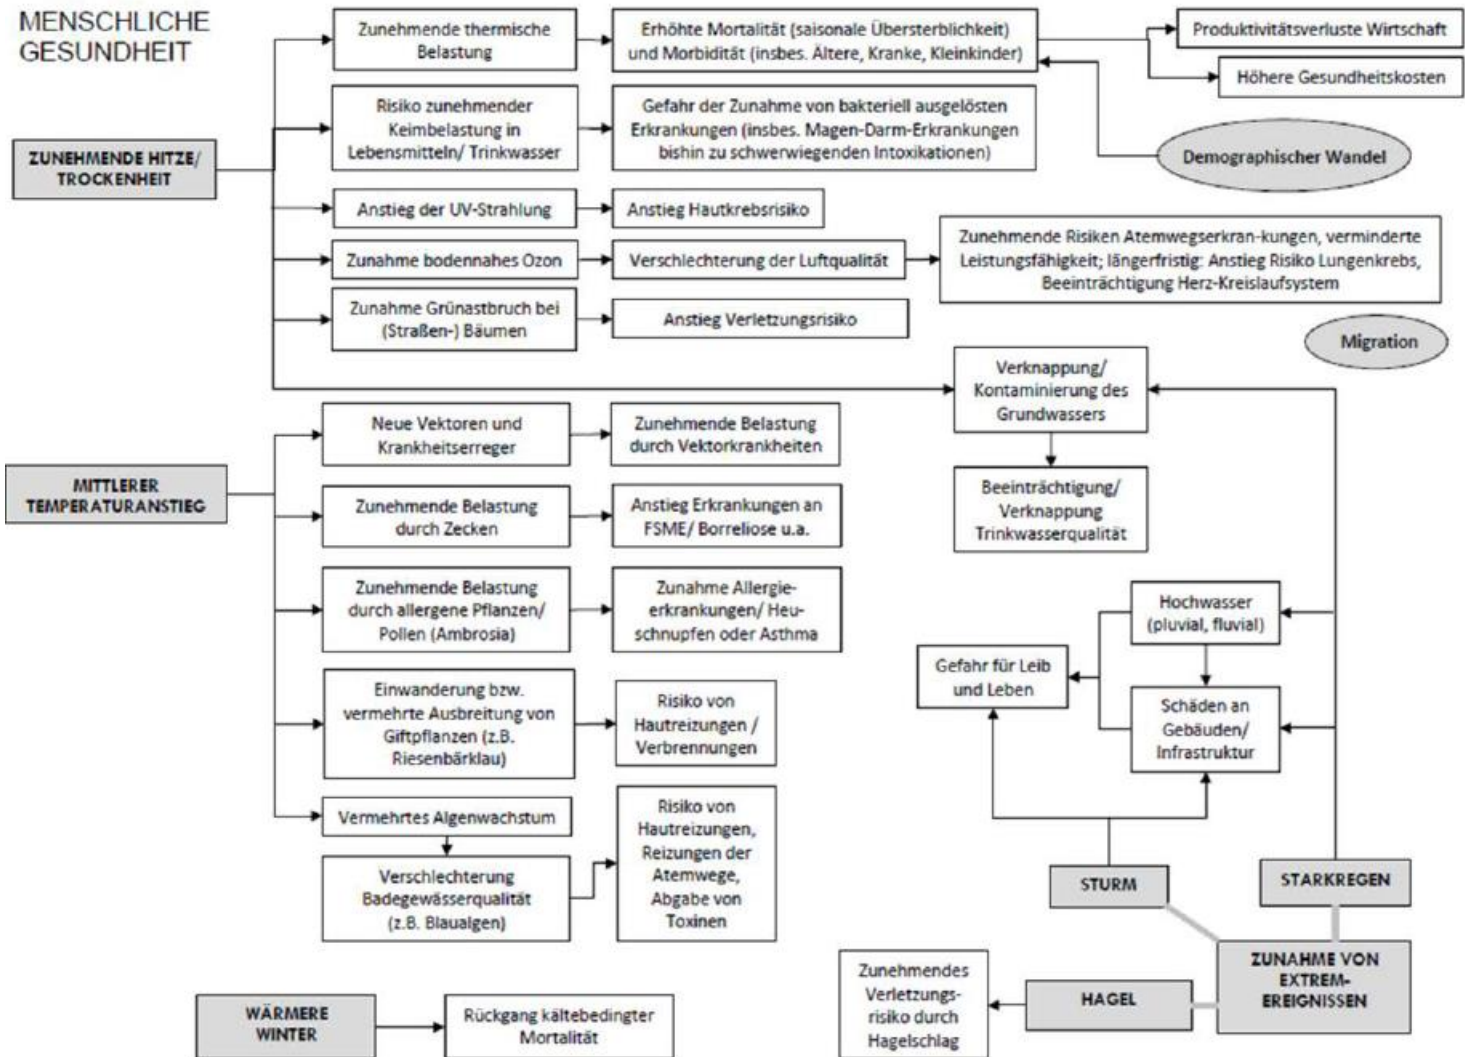 MENSCHLICHE
GESUNDHEIT
Zunehmende thermische
Belastung
Erhöhte Mortalität (saisonale Übersterblichkeit)
und Morbidität (insbes. Ältere, Kranke, Kleinkinder)
Produktivitätsverluste Wirtschaft
Höhere Gesundheitskosten
Risiko zunehmender
Keimbelastung in
Lebensmitteln/ Trinkwasser
Gefahr der Zunahme von bakteriell ausgelösten
Erkrankungen (insbes. Magen-Darm-Erkrankungen
bishin zu schwerwiegenden Intoxikationen)
Demographischer Wandel
ZUNEHMENDE HITZE/
TROCKENHEIT
Anstieg der UV-Strahlung
Anstieg Hautkrebsrisiko
Zunahme bodennahes Ozon
Verschlechterung der Luftqualität
Zunehmende Risiken Atemwegserkran-kungen, verminderte
Leistungsfähigkeit; längerfristig: Anstieg Risiko Lungenkrebs,
Beeinträchtigung Herz-Kreislaufsystem
Zunahme Grünastbruch bei
(Straßen-) Bäumen
Anstieg Verletzungsrisiko
Migration
Verknappung/
Kontaminierung des
Grundwassers
Neue Vektoren und
Krankheitserreger
Zunehmende Belastung
durch Vektorkrankheiten
MITTLERER
TEMPERATURANSTIEG
Beeinträchtigung/
Verknappung
Trinkwasserqualität
Zunehmende Belastung
durch Zecken
Anstieg Erkrankungen an
FSME/ Borreliose u.a.
Zunehmende Belastung
durch allergene Pflanzen/
Pollen (Ambrosia)
Zunahme Allergie-
erkrankungen/ Heu-
schnupfen oder Asthma
Hochwasser
(pluvial, fluvial)
Gefahr für Leib
und Leben
Einwanderung bzw.
vermehrte Ausbreitung von
Giftpflanzen (z.B.
Riesenbärklau)
Risiko von
Hautreizungen /
Verbrennungen
Schäden an
Gebäuden/
Infrastruktur
Vermehrtes Algenwachstum
Verschlechterung
Badegewässerqualität
(z.B. Blaualgen)
Risiko von
Hautreizungen,
Reizungen der
Atemwege,
Abgabe von
Toxinen
STURM
STARKREGEN
ZUNAHME VON
EXTREM-
EREIGNISSEN
HAGEL
Zunehmendes
Verletzungs-
risiko durch
Hagelschlag
WÄRMERE
WINTER
Rückgang kältebedingter
Mortalität